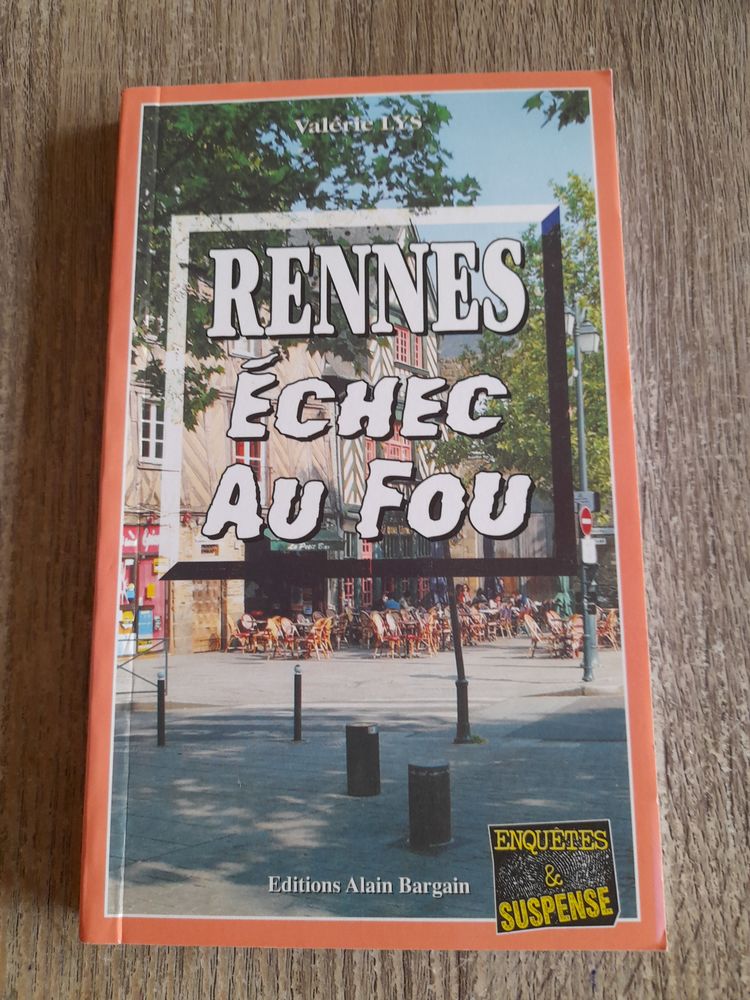 Valérie LYS
RENNES
ÉCHEC
AU FOU
Editions Alain Bargain
ENQUÊTES
&
SUSPENSE